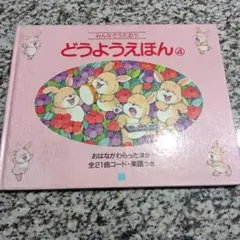 みんなでうたおう
どうようえほん④
おはながわらったほか
全21曲コード・楽譜つき